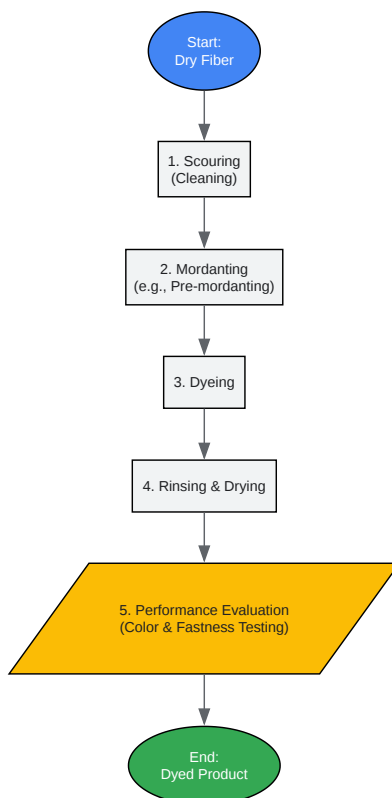 Start:
Dry Fiber
1. Scouring
(Cleaning)
2. Mordanting
(e.g., Pre-mordanting)
3. Dyeing
4. Rinsing & Drying
5. Performance Evaluation
(Color & Fastness Testing)
End:
Dyed Product